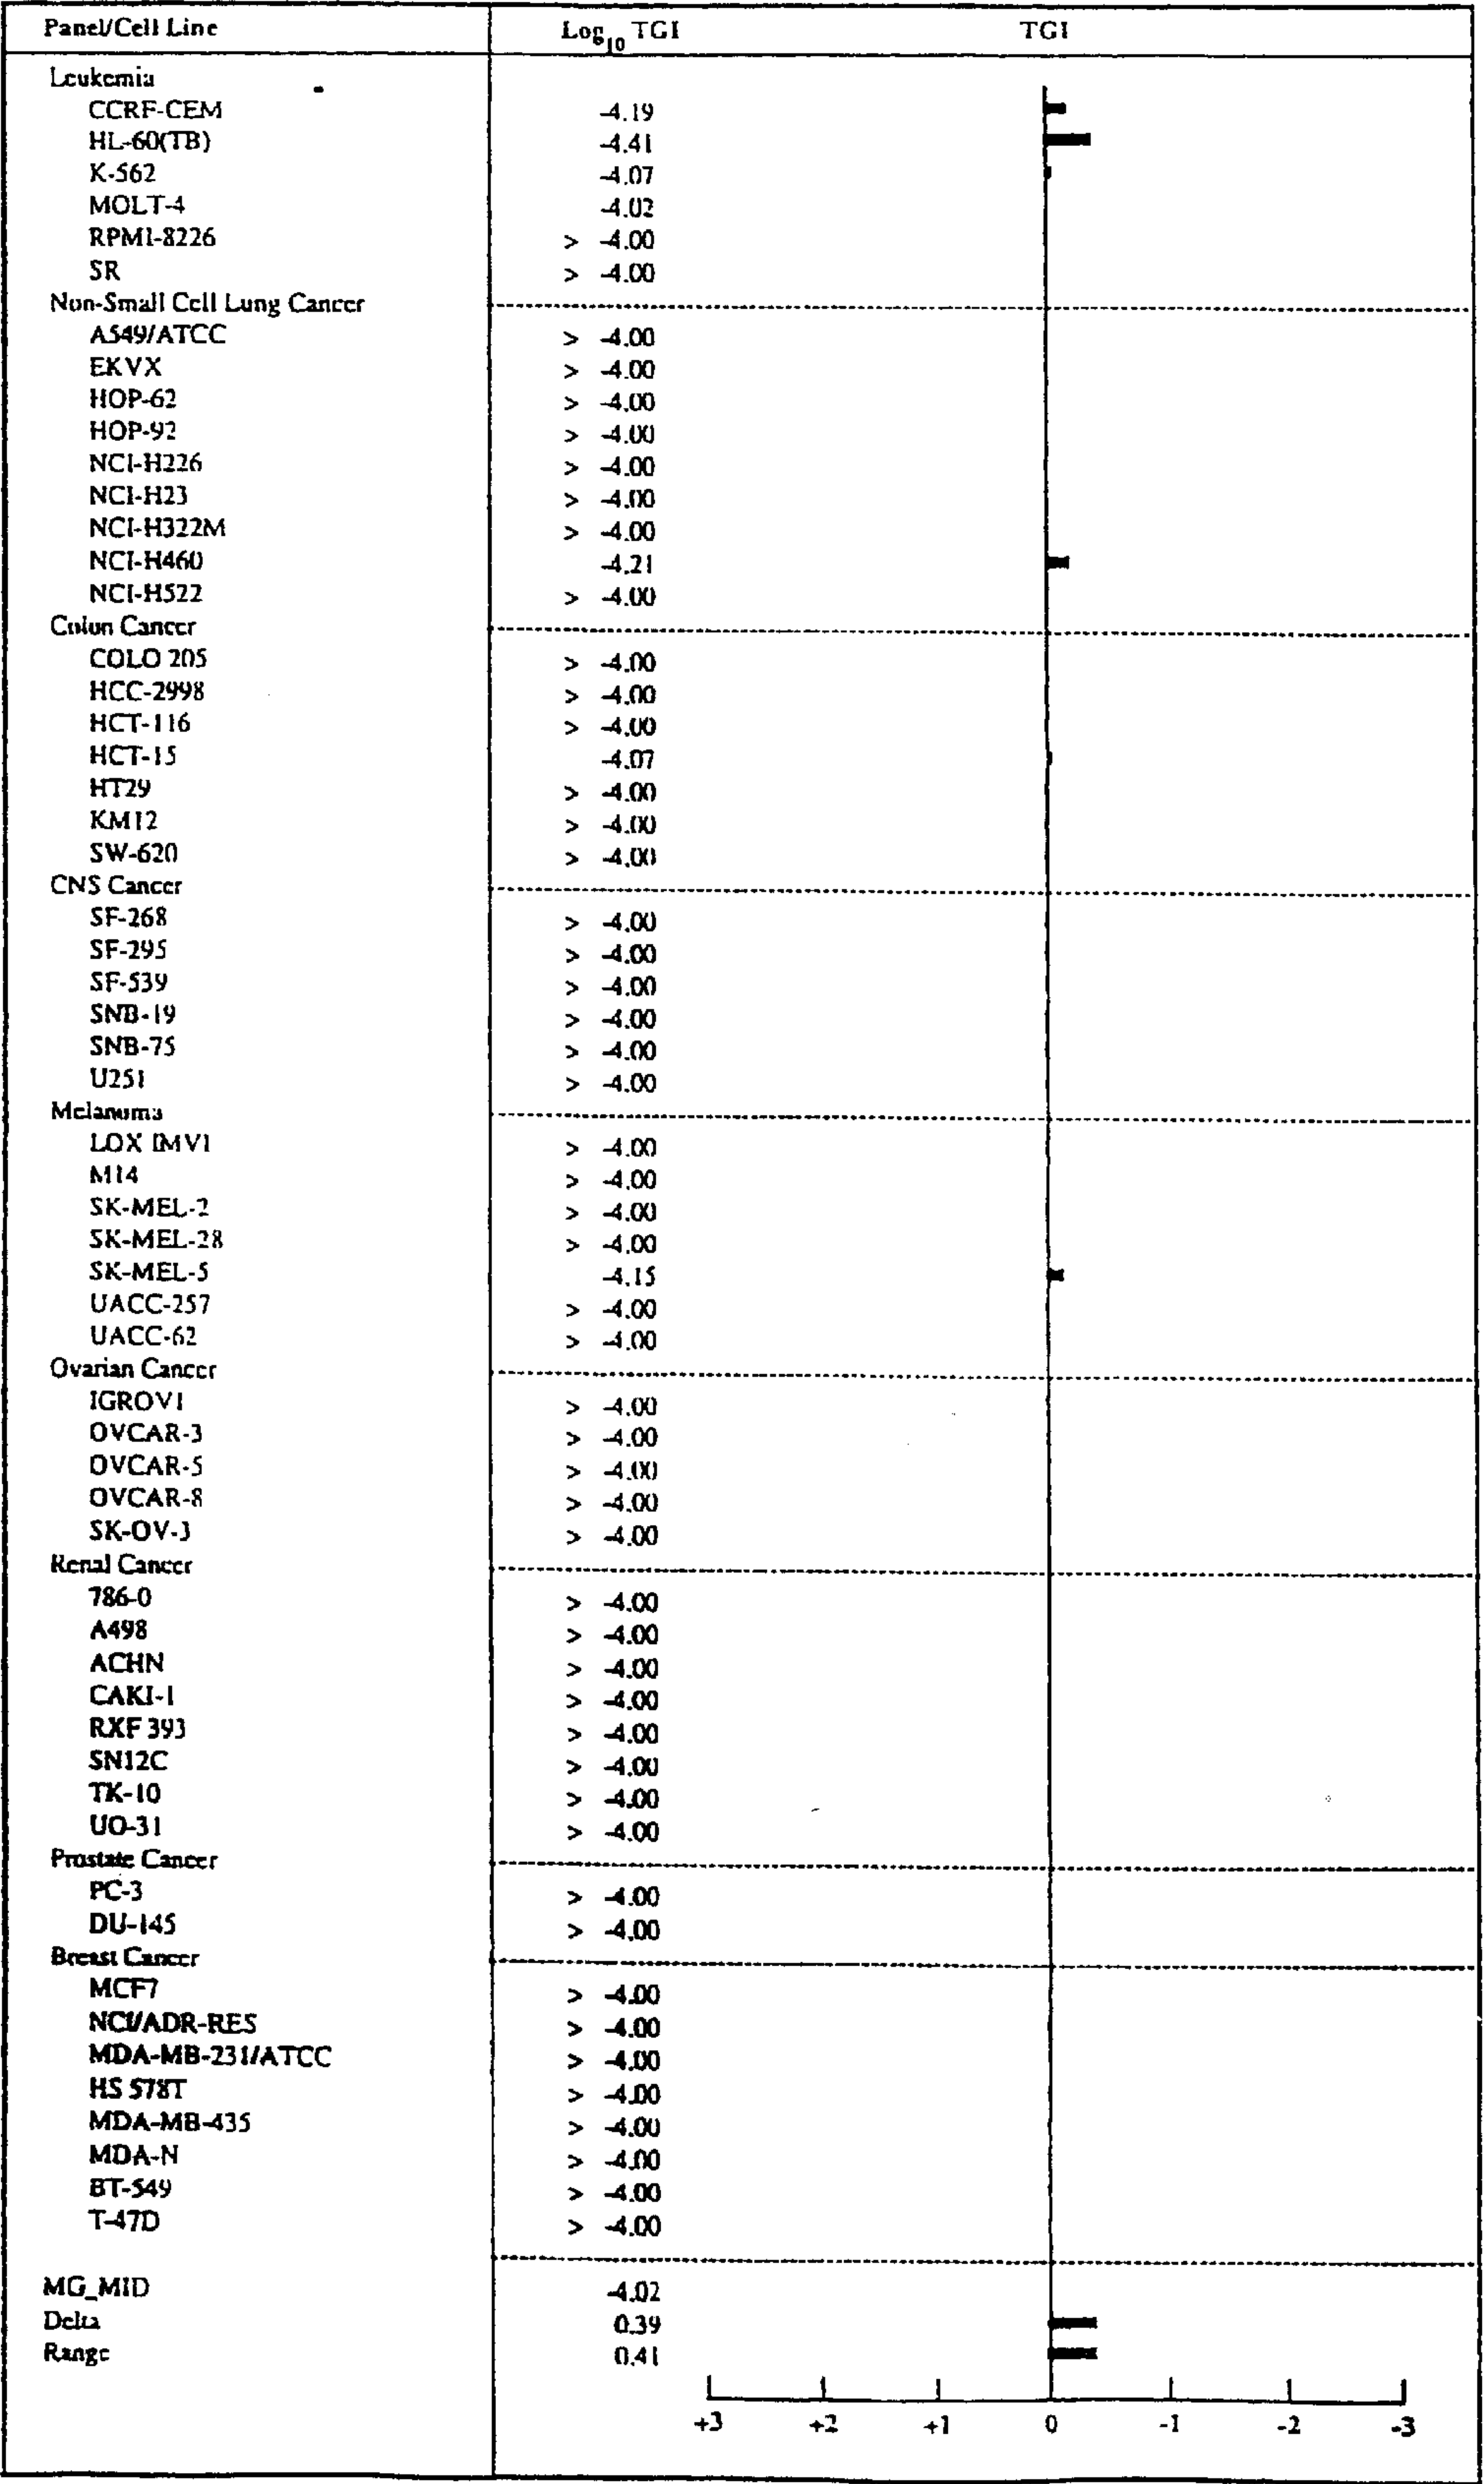 Panel/Cell Line Log10 TGI TGI
Leukemia
CCRF-CEM -4.19
HL-60(TB) -4.41
K-562 -4.07
MOLT-4 -4.02
RPMI-8226 > -4.00
SR > -4.00
Non-Small Cell Lung Cancer
A549/ATCC > -4.00
EKVX > -4.00
HOP-62 > -4.00
HOP-92 > -4.00
NCI-H226 > -4.00
NCI-H23 > -4.00
NCI-H322M > -4.00
NCI-H460 -4.21
NCI-H522 > -4.00
Colon Cancer
COLO 205 > -4.00
HCC-2998 > -4.00
HCT-116 > -4.00
HCT-15 -4.07
HT29 > -4.00
KM12 > -4.00
SW-620 > -4.00
CNS Cancer
SF-268 > -4.00
SF-295 > -4.00
SF-539 > -4.00
SNB-19 > -4.00
SNB-75 > -4.00
U251 > -4.00
Melanoma
LOX IMVI > -4.00
M14 > -4.00
SK-MEL-2 > -4.00
SK-MEL-28 > -4.00
SK-MEL-5 -4.15
UACC-257 > -4.00
UACC-62 > -4.00
Ovarian Cancer
IGROV1 > -4.00
OVCAR-3 > -4.00
OVCAR-5 > -4.00
OVCAR-8 > -4.00
SK-OV-3 > -4.00
Renal Cancer
786-0 > -4.00
A498 > -4.00
ACHN > -4.00
CAKI-1 > -4.00
RXF 393 > -4.00
SN12C > -4.00
TK-10 > -4.00
UO-31 > -4.00
Prostate Cancer
PC-3 > -4.00
DU-145 > -4.00
Breast Cancer
MCF7 > -4.00
NCI/ADR-RES > -4.00
MDA-MB-231/ATCC > -4.00
HS 578T > -4.00
MDA-MB-435 > -4.00
MDA-N > -4.00
BT-549 > -4.00
T-47D > -4.00
MG_MID -4.02
Delta 0.39
Range 0.41
+3 +2 +1 0 -1 -2 -3